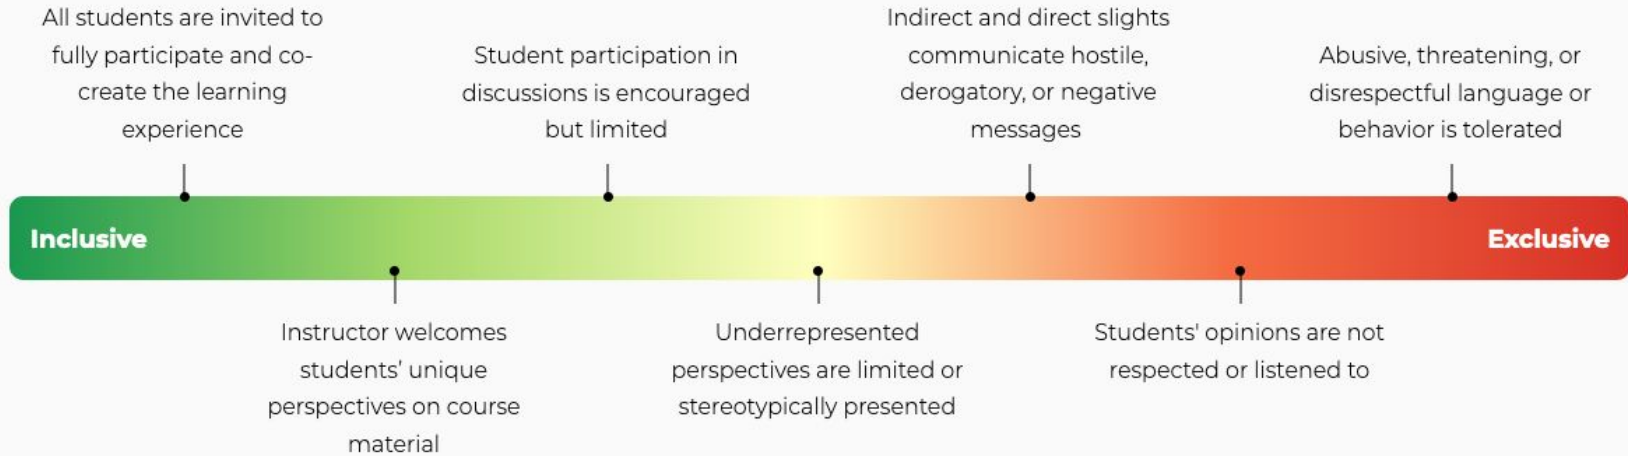 All students are invited to
fully participate and co-
create the learning
experience
Student participation in
discussions is encouraged
but limited
Indirect and direct slights
communicate hostile,
derogatory, or negative
messages
Abusive, threatening, or
disrespectful language or
behavior is tolerated
Inclusive
Exclusive
Instructor welcomes
students’ unique
perspectives on course
material
Underrepresented
perspectives are limited or
stereotypically presented
Students' opinions are not
respected or listened to